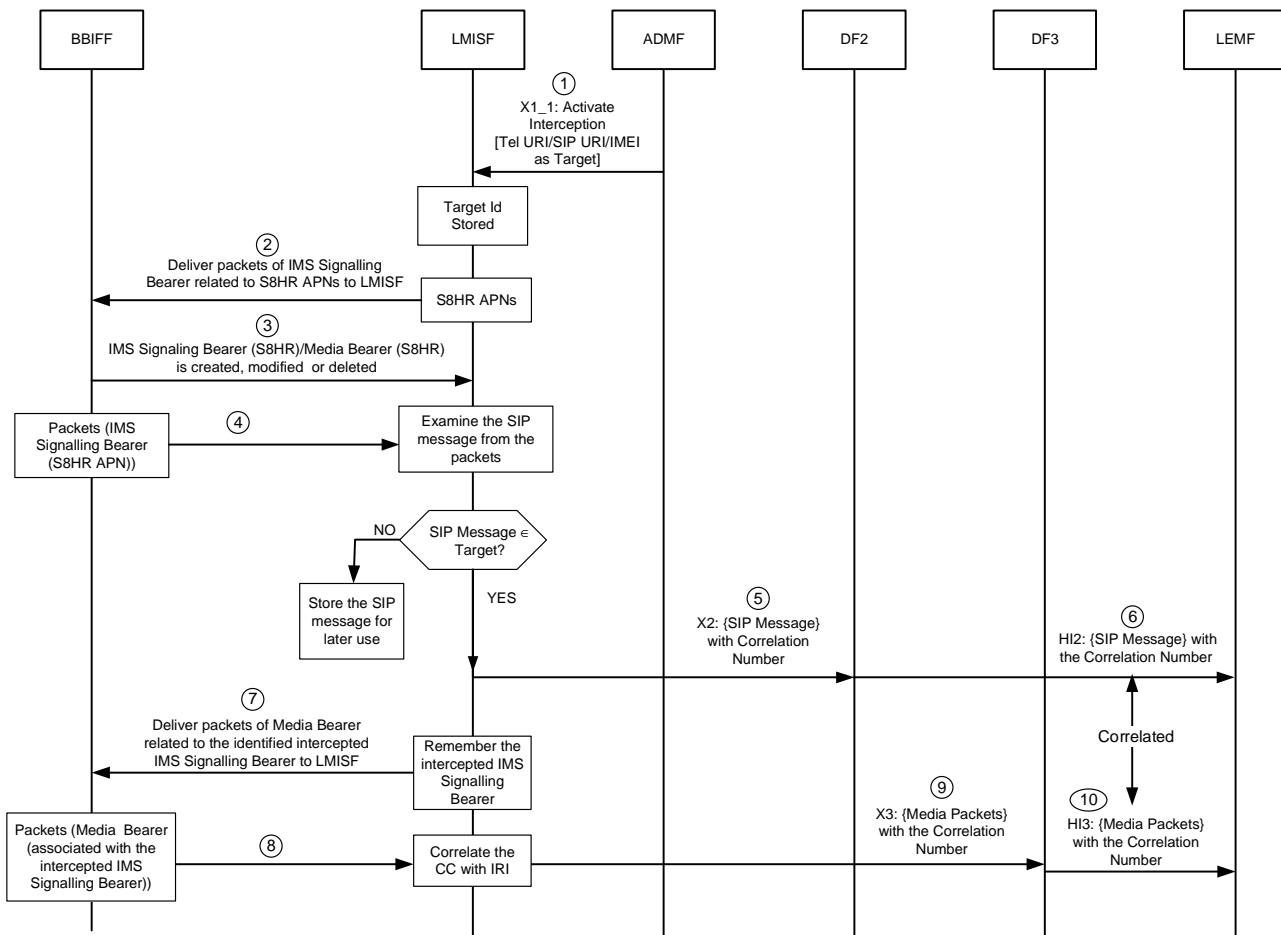 BBIFF
LMISF
ADMF
DF2
DF3
LEMF
1
X1_1: Activate
Interception
[Tel URI/SIP URI/IMEI
as Target]
Target Id
Stored
2
Deliver packets of IMS Signalling
Bearer related to S8HR APNs to LMISF
S8HR APNs
3
IMS Signaling Bearer (S8HR)/Media Bearer (S8HR)
is created, modified or deleted
Packets (IMS
Signalling Bearer
(S8HR APN))
4
Examine the SIP
message from the
packets
NO
SIP Message ∈
Target?
Store the SIP
message for
later use
YES
5
X2: {SIP Message}
with Correlation
Number
6
HI2: {SIP Message} with
the Correlation Number
7
Deliver packets of Media Bearer
related to the identified intercepted
IMS Signalling Bearer to LMISF
Remember the
intercepted IMS
Signalling
Bearer
Correlated
Packets (Media Bearer
(associated with the
intercepted IMS
Signalling Bearer))
8
Correlate the
CC with IRI
9
X3: {Media Packets}
with the Correlation
Number
10
HI3: {Media Packets}
with the Correlation
Number